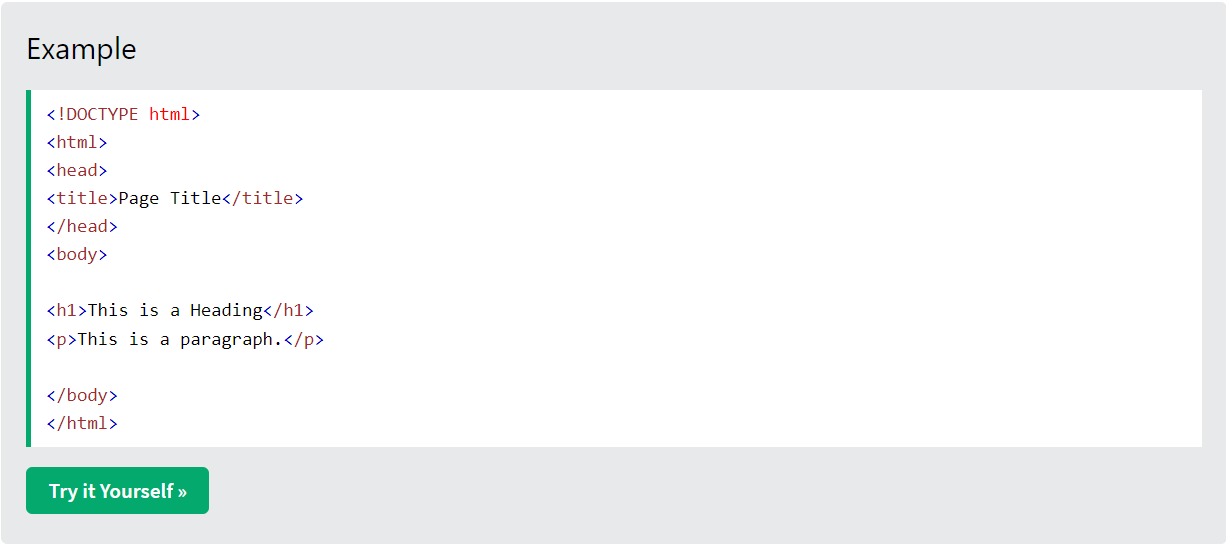 Example
<!DOCTYPE html>
<html>
<head>
<title>Page Title</title>
</head>
<body>
<h1>This is a Heading</h1>
<p>This is a paragraph.</p>
</body>
</html>
Try it Yourself »